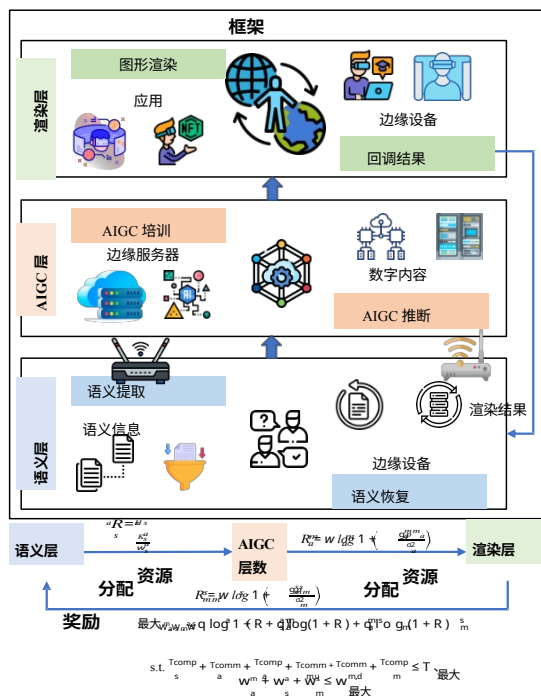 框架
图形渲染
应用
NFT
边缘设备
回调结果
渲染层
AIGC 培训
边缘服务器
AI
数字内容
AIGC 推断
AIGC 层
语义提取
语义信息
渲染结果
边缘设备
语义恢复
语义层
语义层
AIGC
层数
渲染层
分配 资源
分配 资源
奖励
最大
s.t.
≤ T 最大
最大